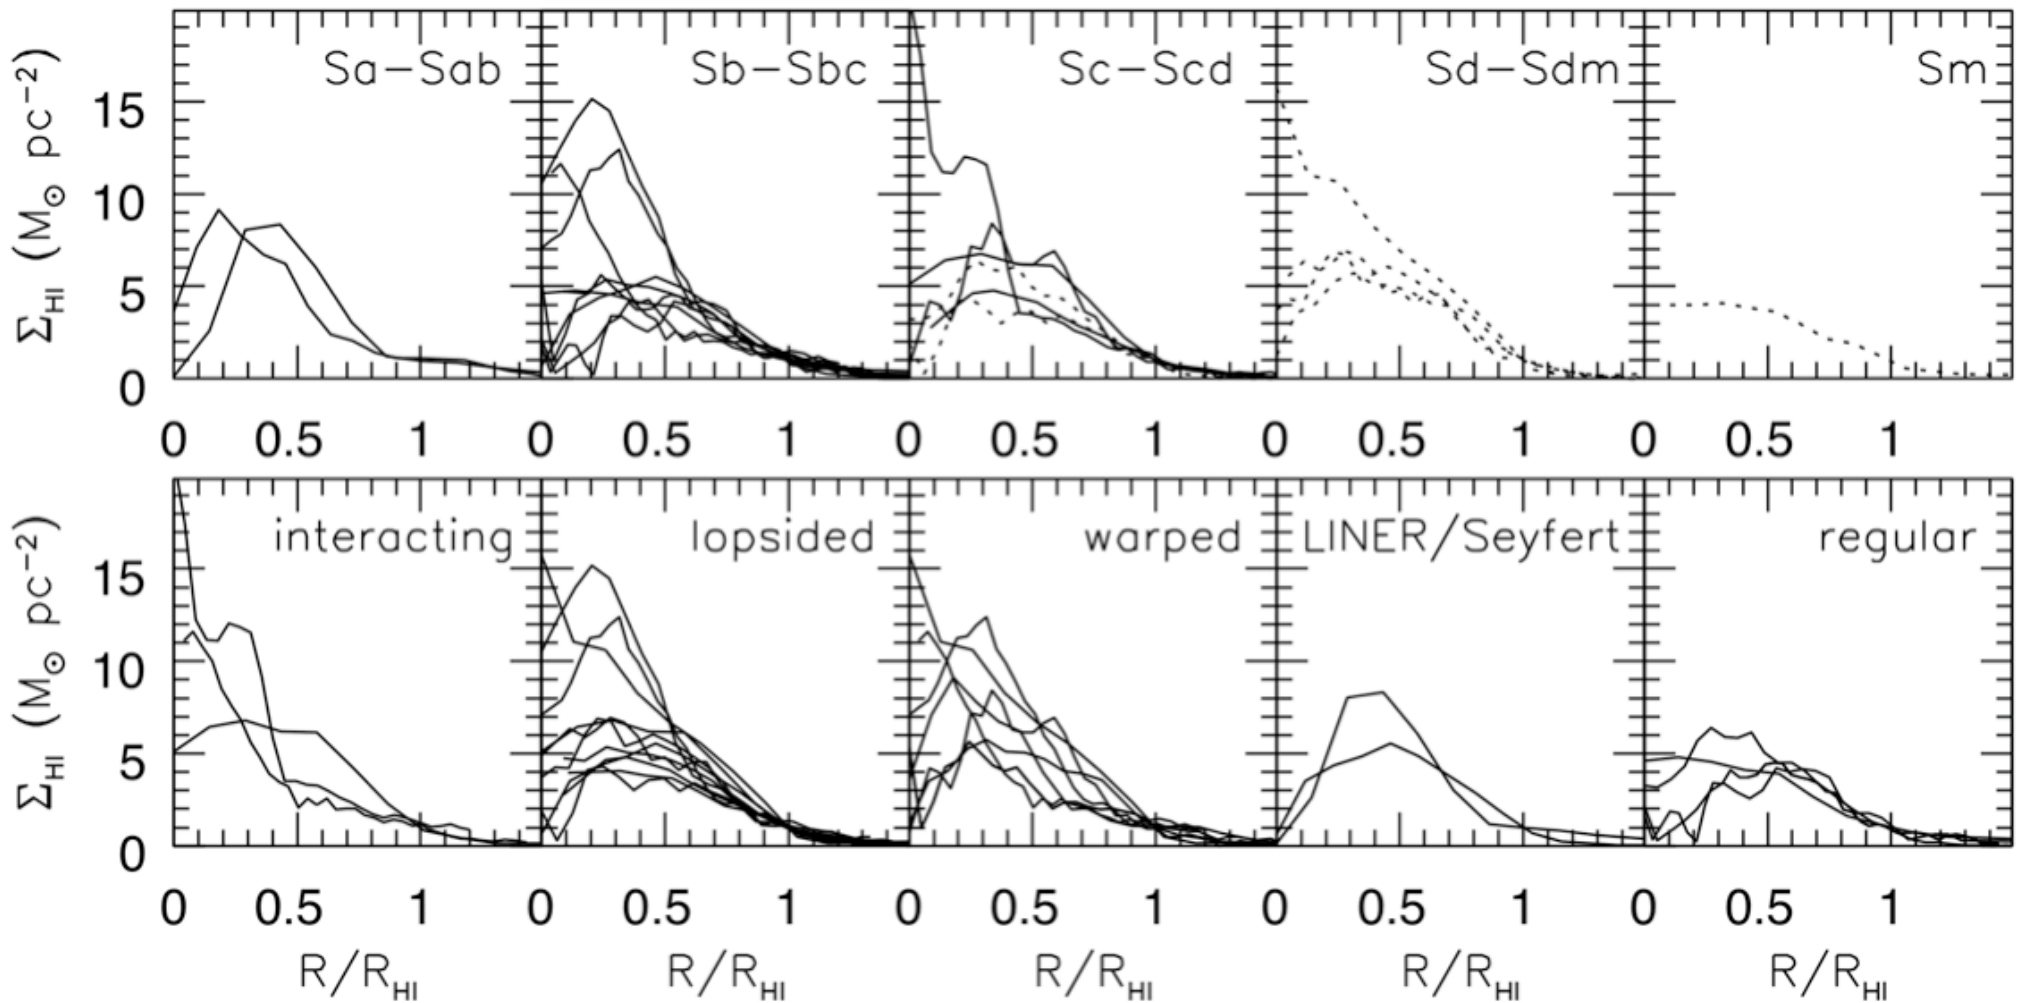 Sa−Sab Sb−Sbc Sc−Scd Sd−Sdm Sm
Σ_HI (M_⊙ pc⁻²)
15
10
5
0
0 0.5 1 0 0.5 1 0 0.5 1 0 0.5 1 0 0.5 1
interacting lopsided warped LINER/Seyfert regular
Σ_HI (M_⊙ pc⁻²)
15
10
5
0
0 0.5 1 0 0.5 1 0 0.5 1 0 0.5 1 0 0.5 1
R/R_HI R/R_HI R/R_HI R/R_HI R/R_HI